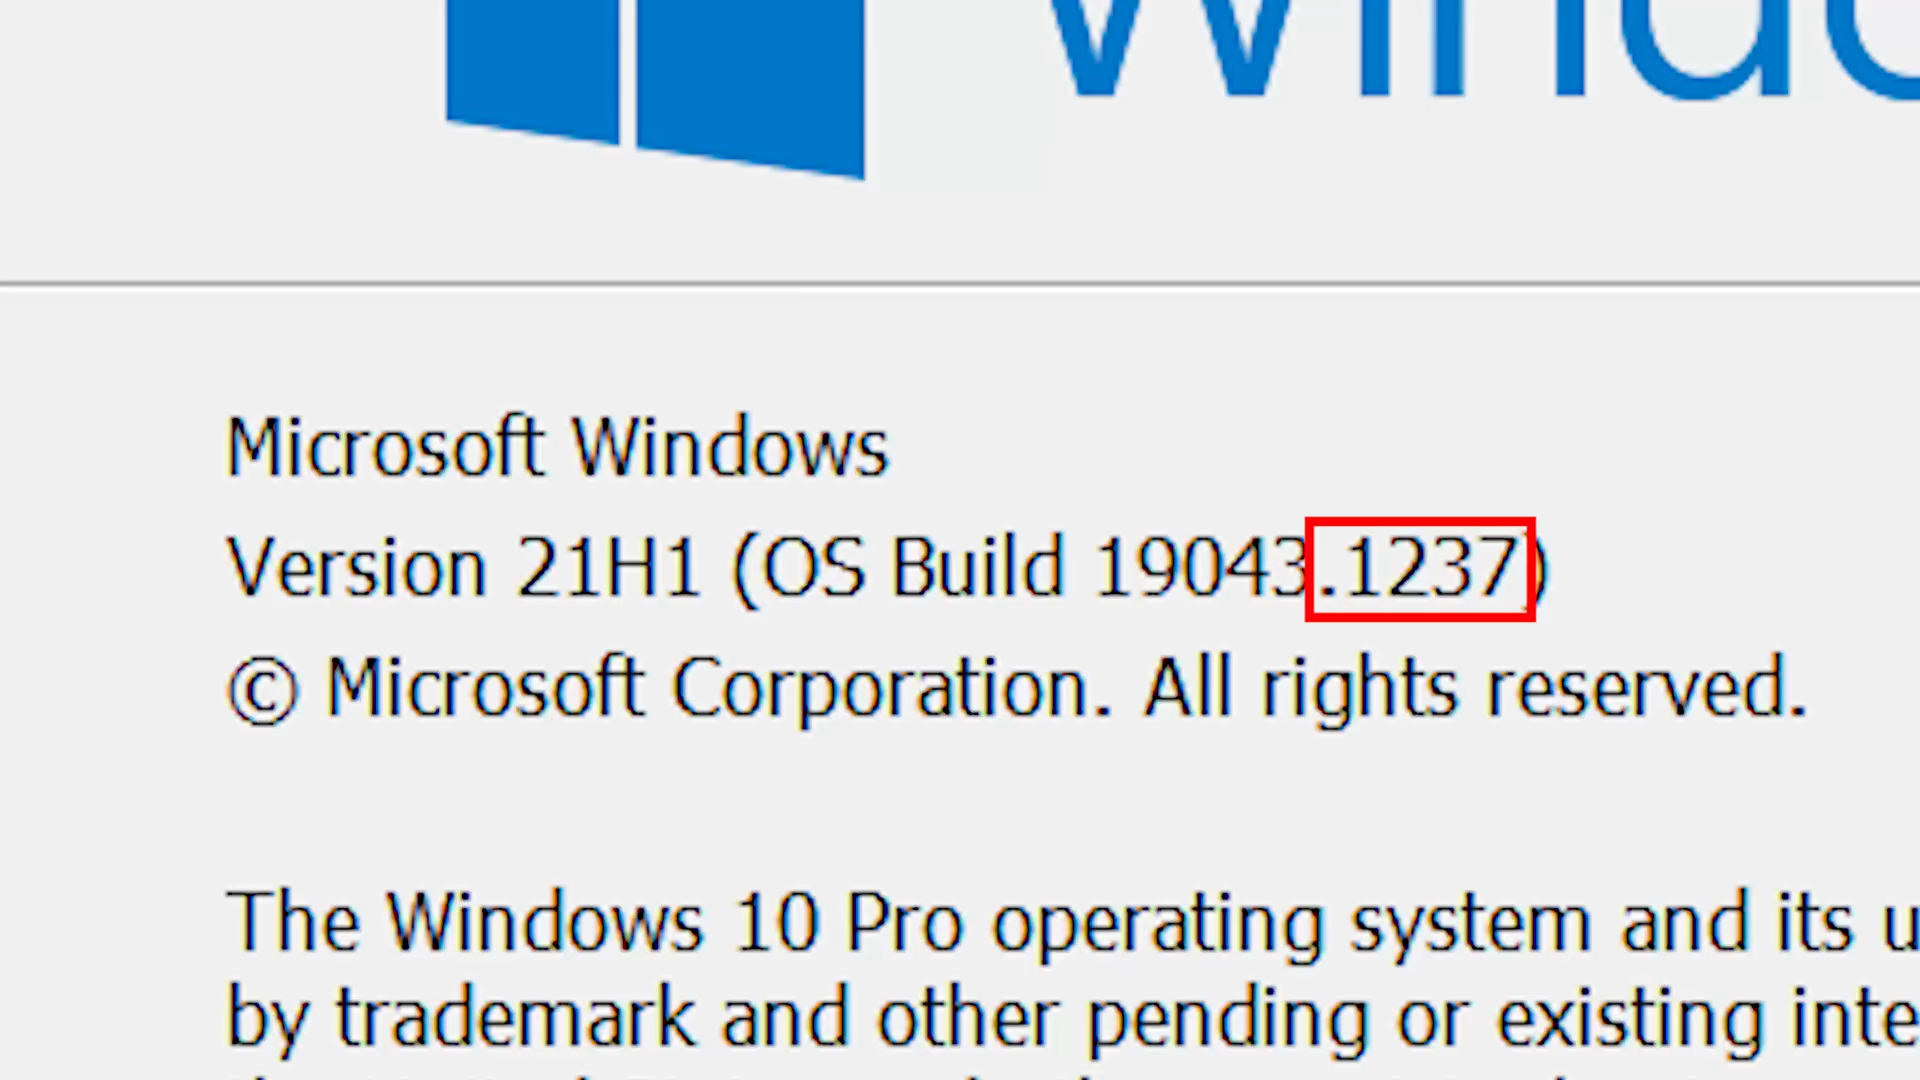 Windo
Microsoft Windows
Version 21H1 (OS Build 19043.1237)
© Microsoft Corporation. All rights reserved.
The Windows 10 Pro operating system and its u
by trademark and other pending or existing inte